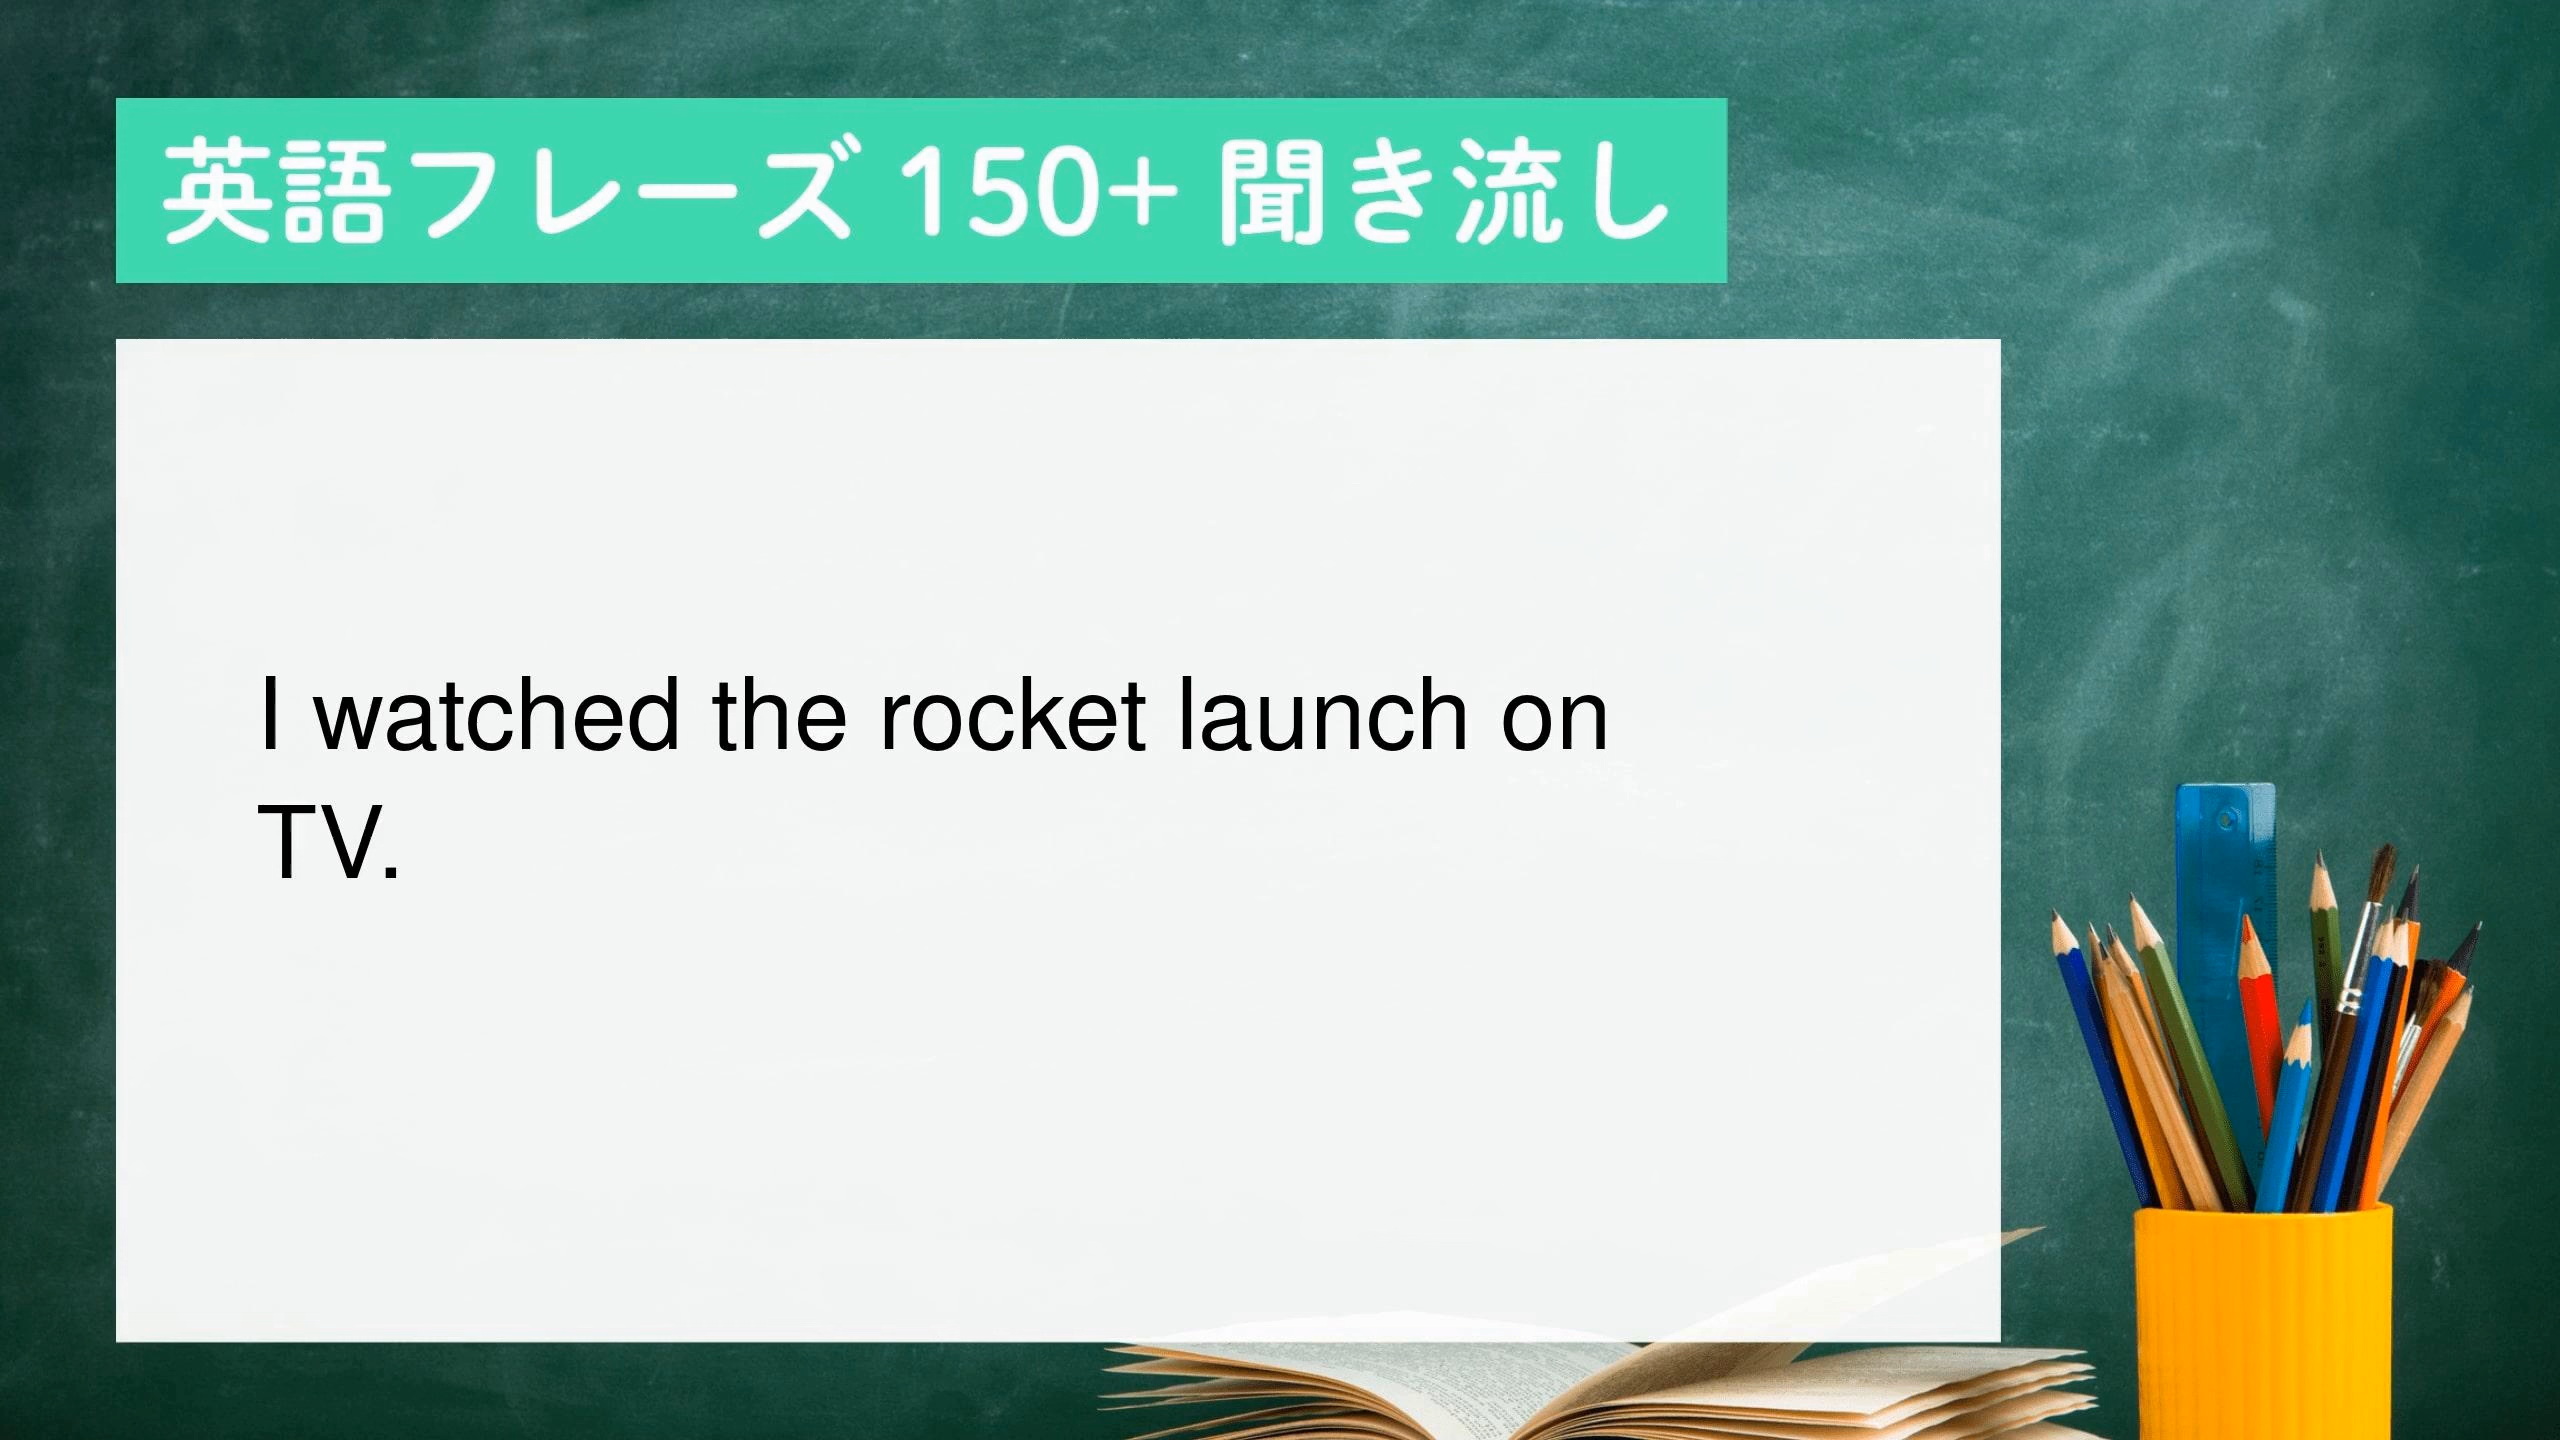 英語フレーズ 150+ 聞き流し
I watched the rocket launch on
TV.